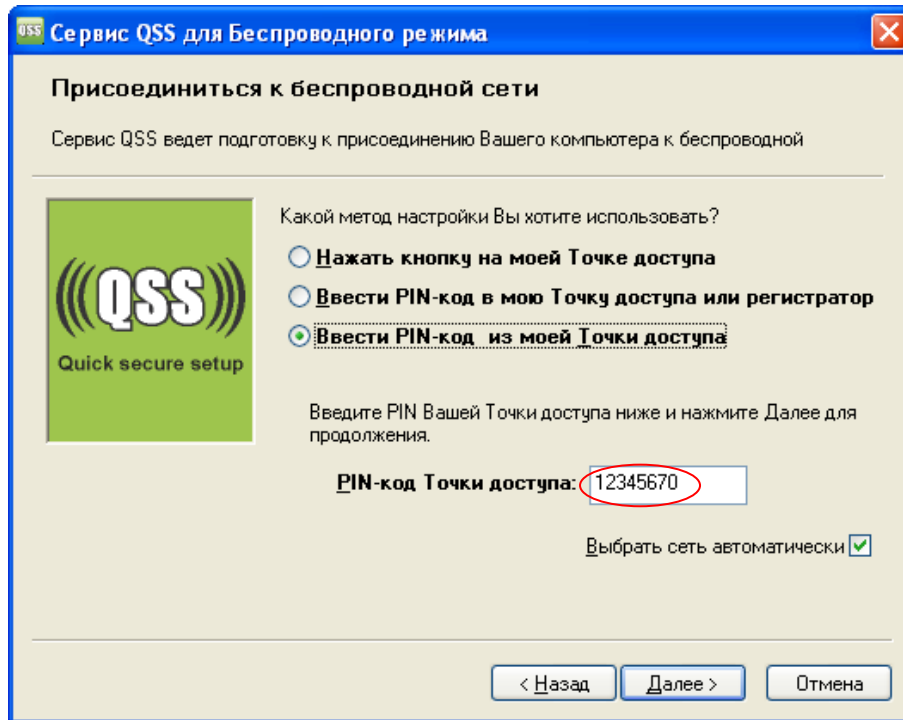 QSS Сервис QSS для Беспроводного режима
Присоединиться к беспроводной сети
Сервис QSS ведет подготовку к присоединению Вашего компьютера к беспроводной
Какой метод настройки Вы хотите использовать?
Нажать кнопку на моей Точке доступа
Ввести PIN-код в мою Точку доступа или регистратор
Ввести PIN-код из моей Точки доступа
QSS
Quick secure setup
Введите PIN Вашей Точки доступа ниже и нажмите Далее для
продолжения.
PIN-код Точки доступа: 12345670
Выбрать сеть автоматически
< Назад Далее > Отмена